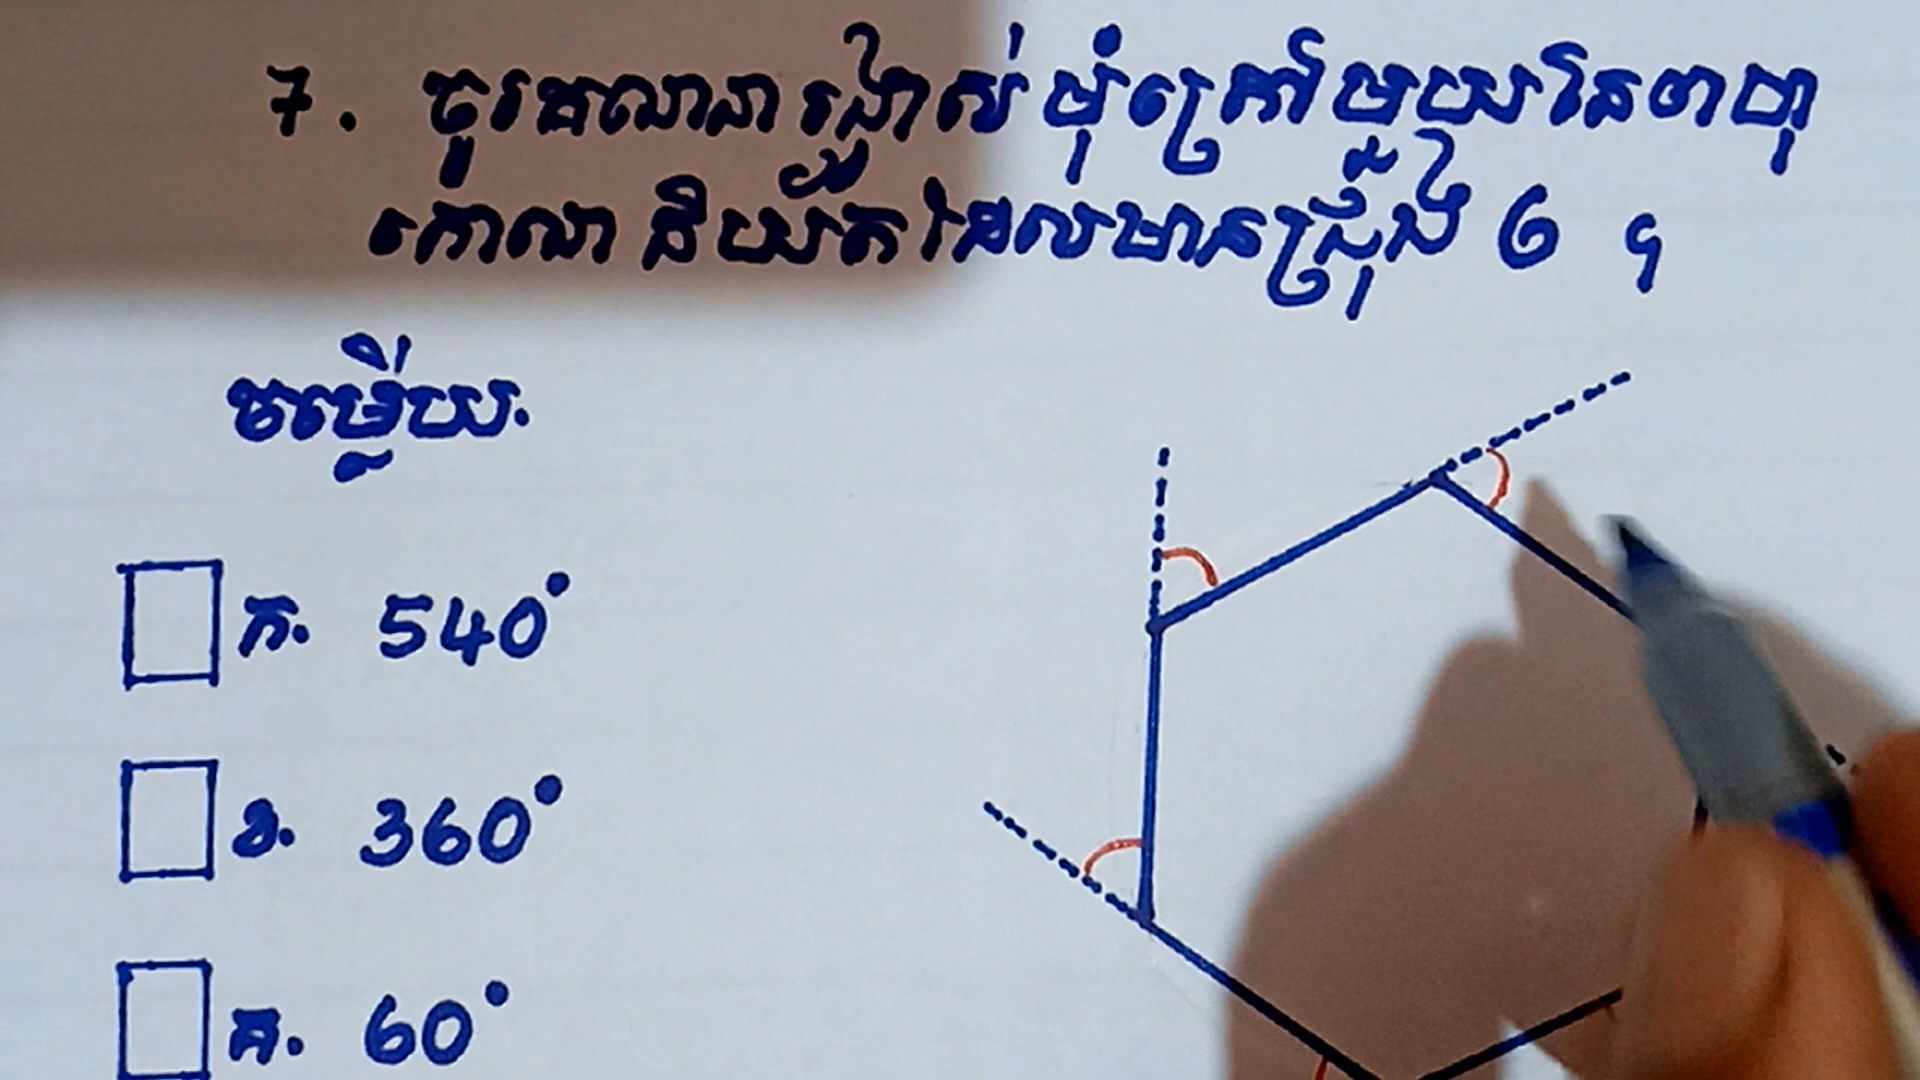 7. ចូរគណនារង្វាស់មុំក្រៅមួយនៃពហុ
កោណនិយ័តដែលមានជ្រុង ៦ ។
ចម្លើយ.
ក. 540°
ខ. 360°
គ. 60°